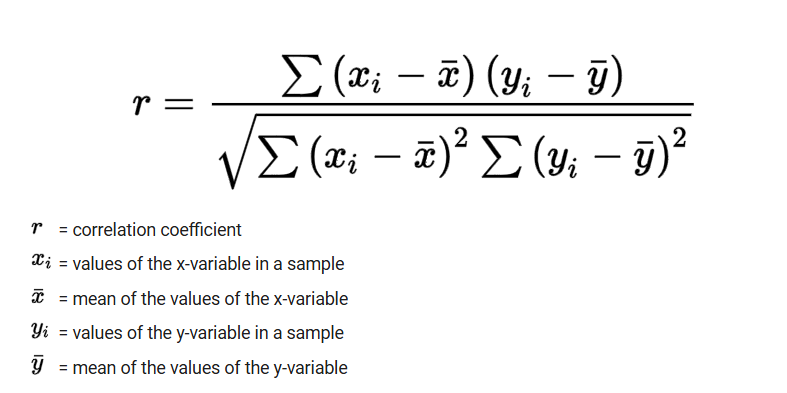 r = ∑(xᵢ − x̄)(yᵢ − ȳ) / √∑(xᵢ − x̄)² ∑(yᵢ − ȳ)²
r = correlation coefficient
xᵢ = values of the x-variable in a sample
x̄ = mean of the values of the x-variable
yᵢ = values of the y-variable in a sample
ȳ = mean of the values of the y-variable